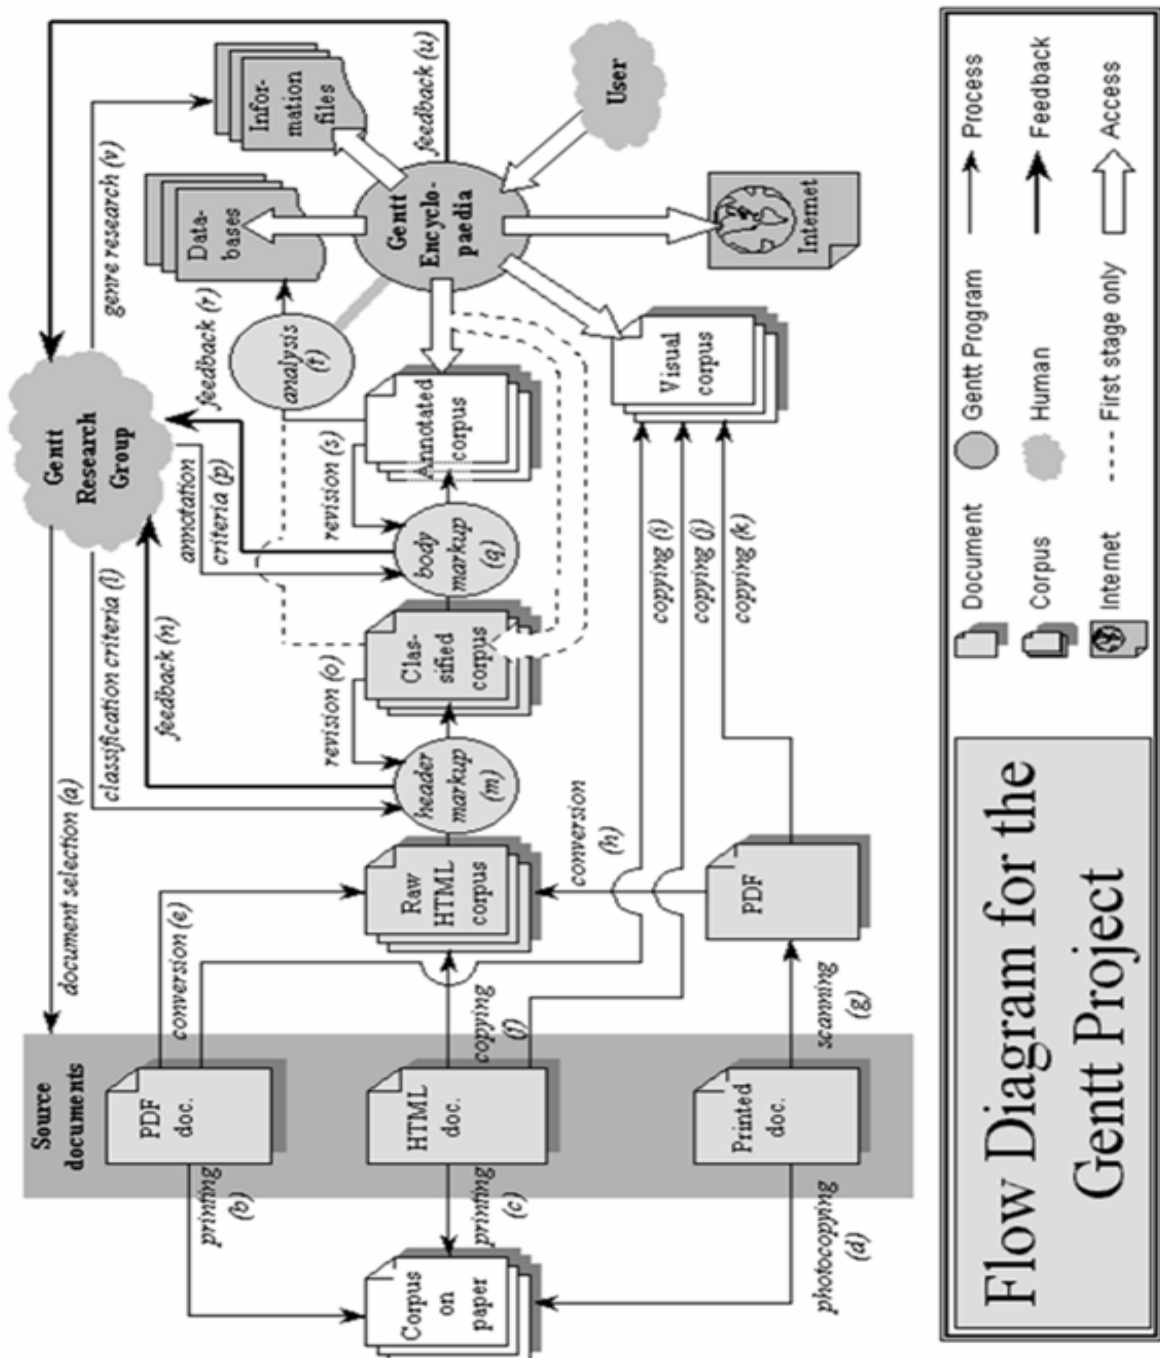 Source
documents
PDF
doc.
HTML
doc.
Printed
doc.
document selection (a)
printing
(b)
printing
(c)
photocopying
(d)
Corpus
on
paper
conversion (e)
copying
(f)
scanning
(g)
PDF
conversion
(h)
copying (i)
copying (j)
copying (k)
Raw
HTML
corpus
classification criteria (l)
header
markup
(m)
feedback (n)
revision (o)
Clas-
sified
corpus
annotation
criteria (p)
body
markup
(q)
feedback (r)
revision (s)
Annotated
corpus
analysis
(t)
Gentt
Research
Group
genre research (v)
feedback (u)
Data-
bases
Infor-
mation
files
Gentt
Encyclo-
paedia
User
Visual
corpus
Internet
Flow Diagram for the
Gentt Project
Document
Gentt Program
Process
Corpus
Human
Feedback
Internet
First stage only
Access